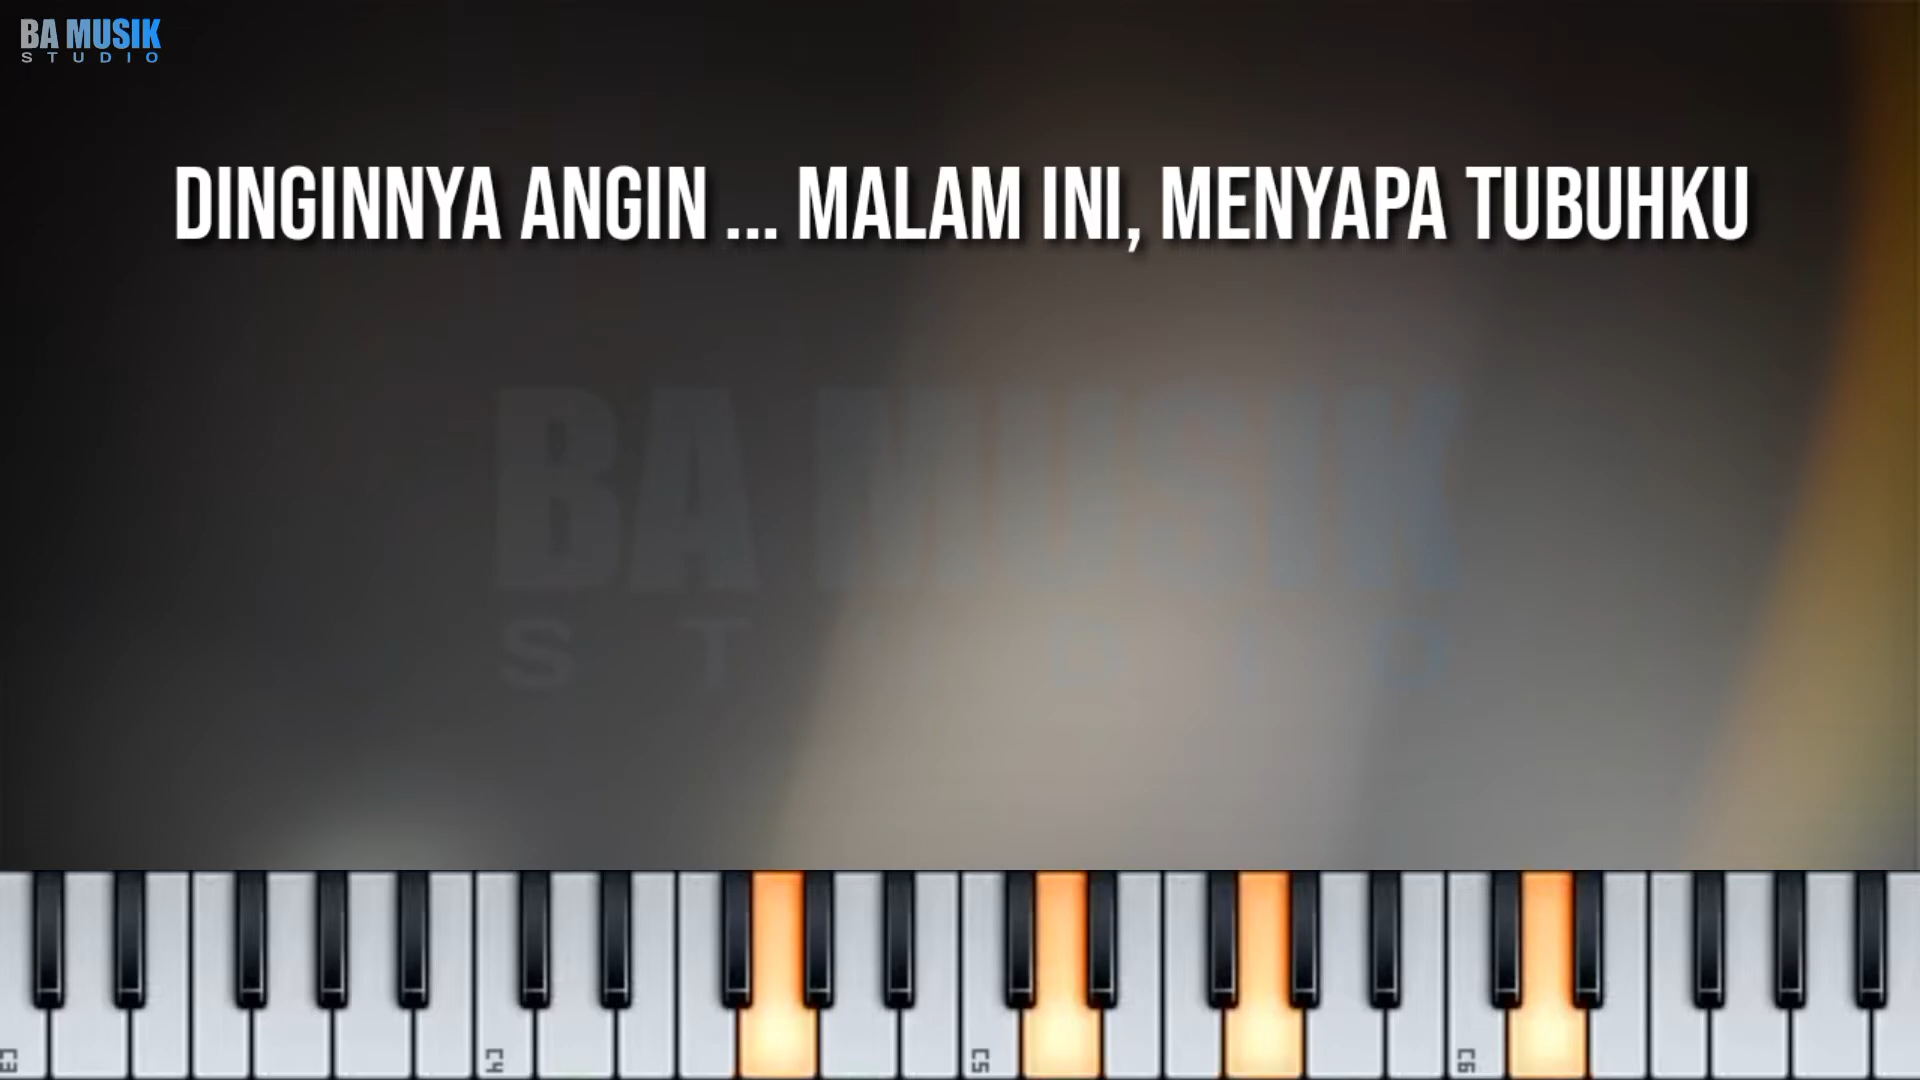 BA MUSIK
STUDIO
DINGINNYA ANGIN ... MALAM INI, MENYAPA TUBUHKU
BA MUSIK
STUDIO
C3 C4 C5 C6